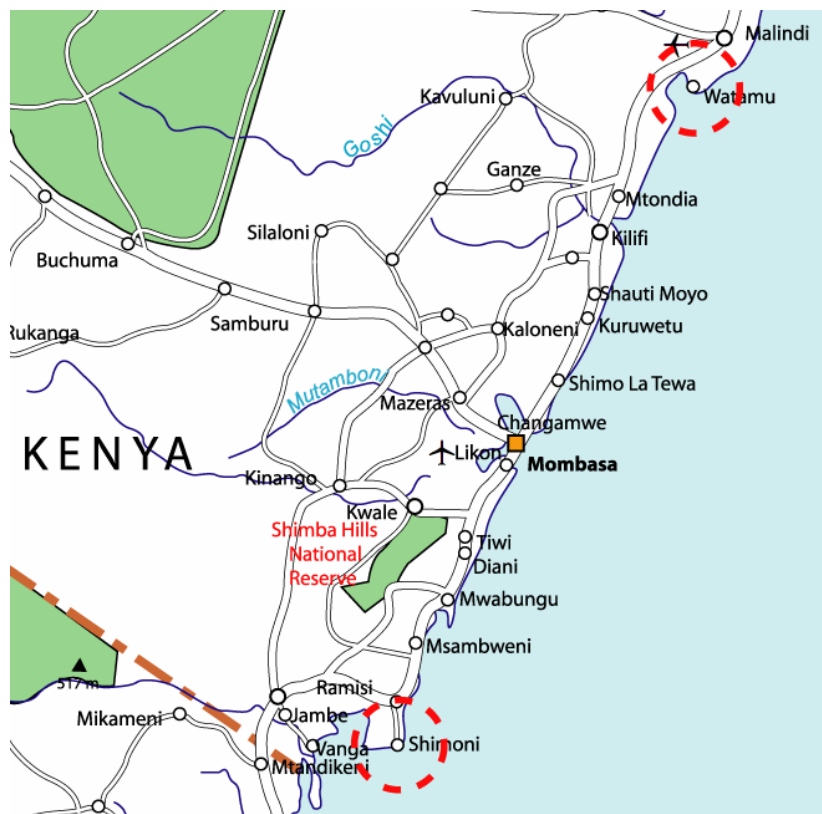 Malindi
Kavuluni
Watamu
Goshi
Ganze
Mtondia
Silaloni
Kilifi
Buchuma
Shauti Moyo
Samburu
Rukanga
Kaloneni
Kuruwetu
Mutamboni
Shimo La Tewa
Mazeras
Changamwe
KENYA
Likon
Mombasa
Kinango
Kwale
Shimba Hills
National
Reserve
Tiwi
Diani
Mwabungu
Msambweni
517 m
Ramisi
Mikameni
Jambe
Vanga
Shimoni
Mtandikeni